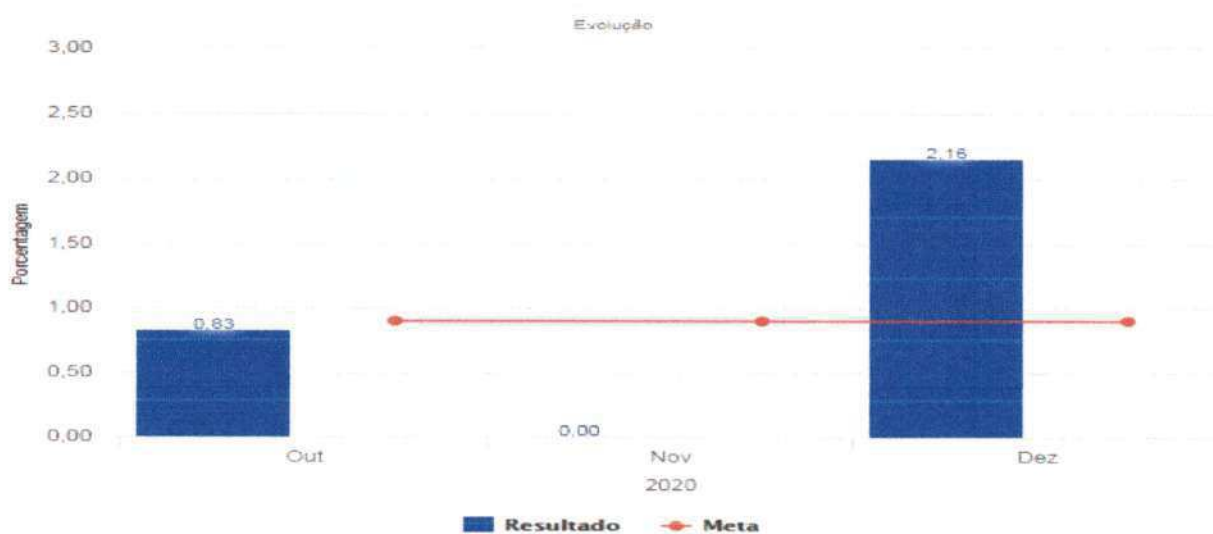 Evolução
3,00
2,50
2,00
1,50
1,00
0,50
0,00
Porcentagem
0,83
0,00
2,16
Out
Nov
Dez
2020
Resultado
Meta